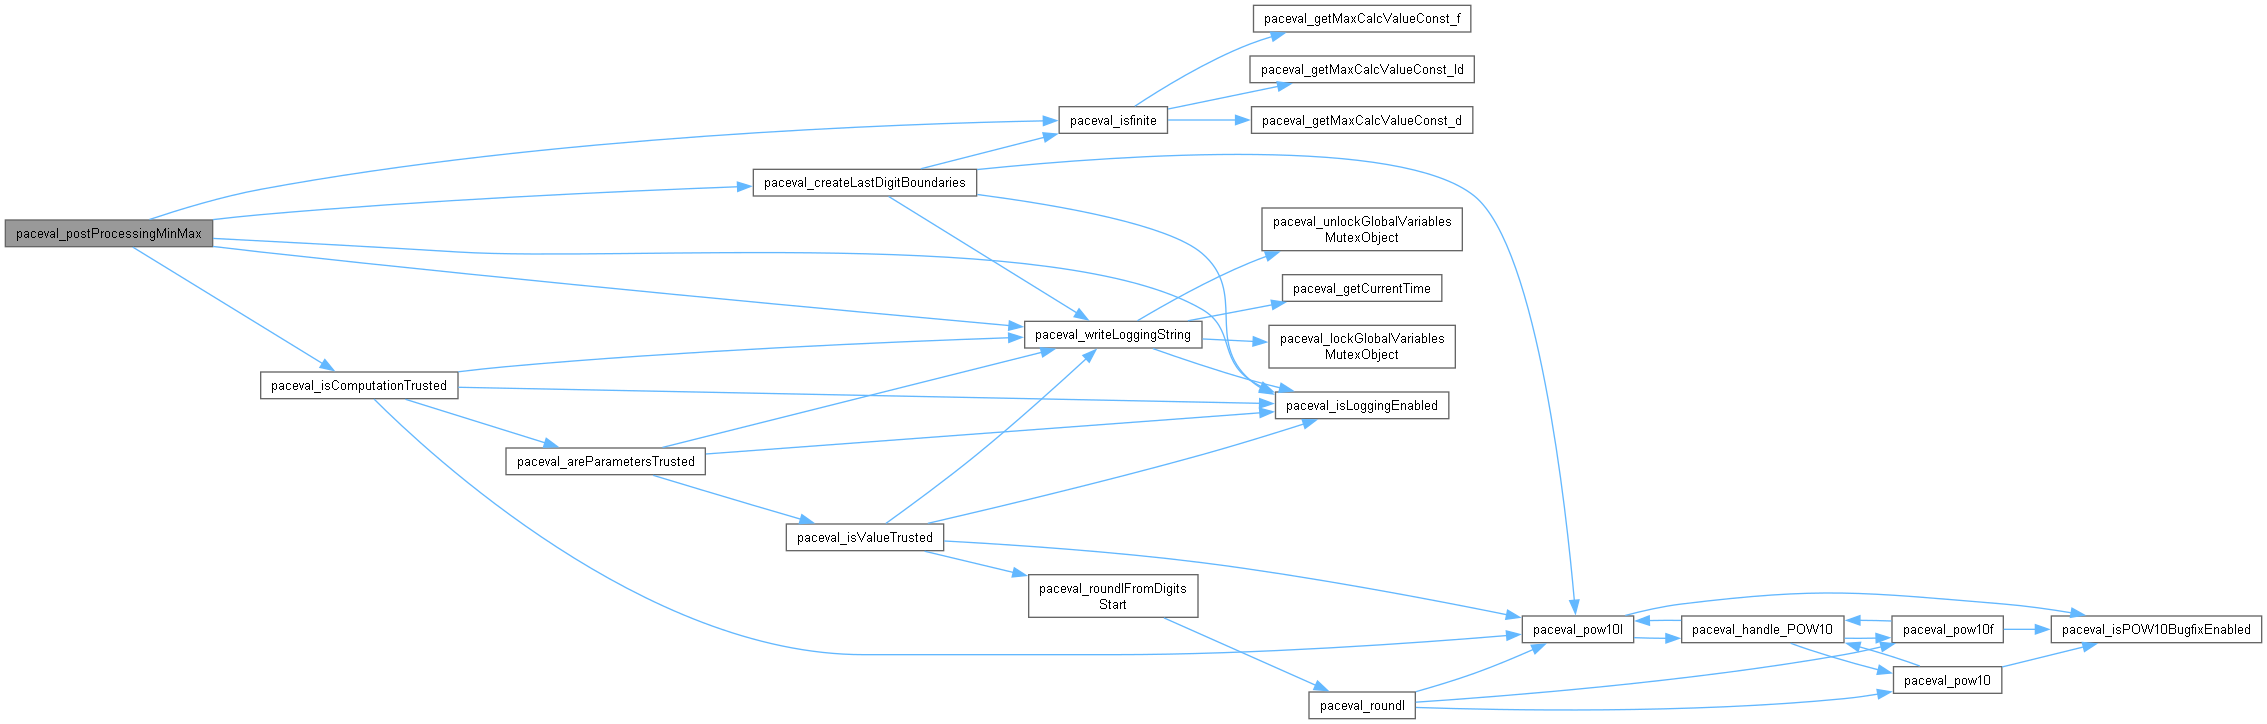 paceval_getMaxCalcValueConst_f
paceval_getMaxCalcValueConst_ld
paceval_isfinite
paceval_getMaxCalcValueConst_d
paceval_createLastDigitBoundaries
paceval_postProcessingMinMax
paceval_unlockGlobalVariables
MutexObject
paceval_getCurrentTime
paceval_writeLoggingString
paceval_lockGlobalVariables
MutexObject
paceval_isComputationTrusted
paceval_isLoggingEnabled
paceval_areParametersTrusted
paceval_isValueTrusted
paceval_roundlFromDigits
Start
paceval_pow10l
paceval_handle_POW10
paceval_pow10f
paceval_isPOW10BugfixEnabled
paceval_pow10
paceval_roundl